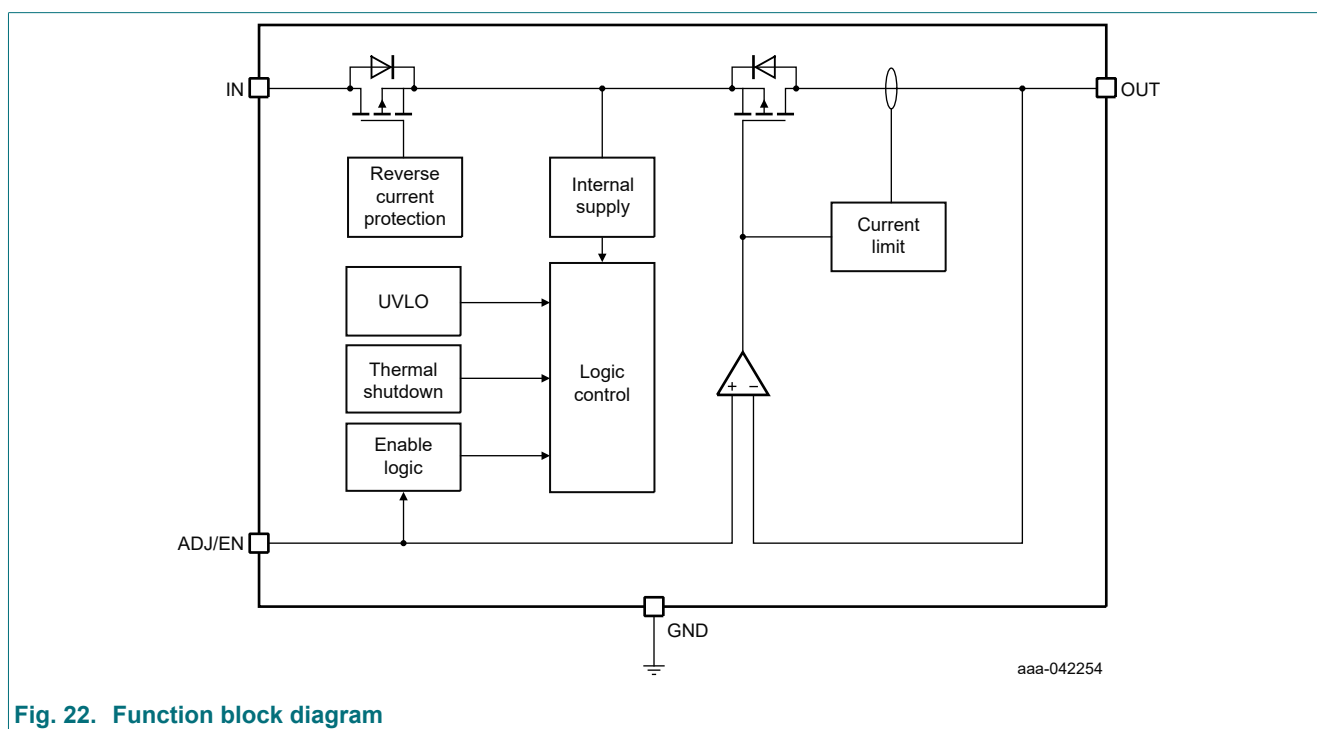 IN
OUT
Reverse
current
protection
Internal
supply
Current
limit
UVLO
Thermal
shutdown
Logic
control
+ −
Enable
logic
ADJ/EN
GND
aaa-042254
Fig. 22. Function block diagram